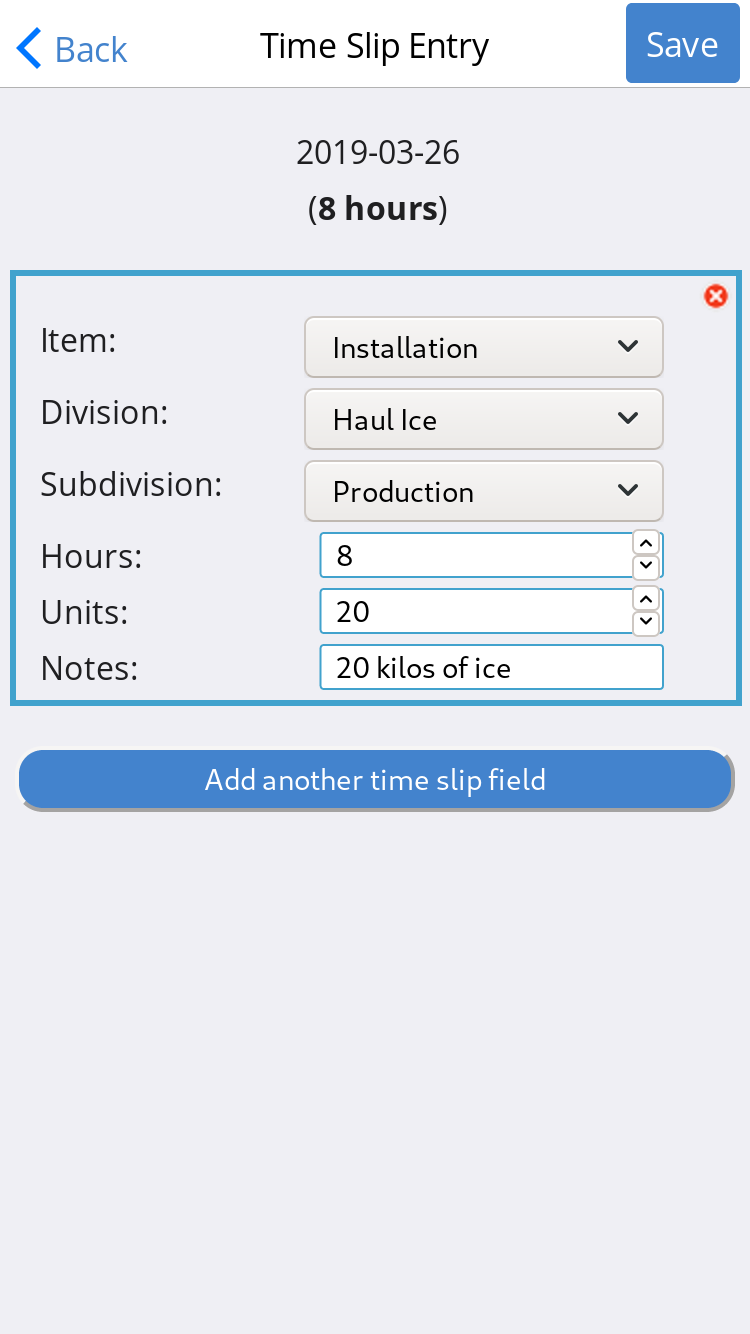 Back Time Slip Entry Save
2019-03-26
(8 hours)
Item: Installation
Division: Haul Ice
Subdivision: Production
Hours: 8
Units: 20
Notes: 20 kilos of ice
Add another time slip field